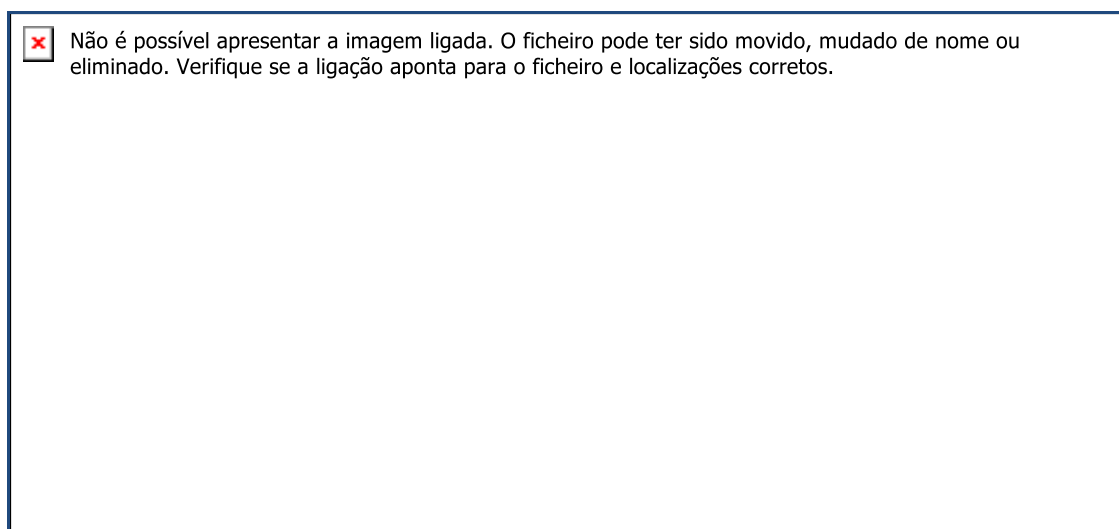 Não é possível apresentar a imagem ligada. O ficheiro pode ter sido movido, mudado de nome ou
eliminado. Verifique se a ligação aponta para o ficheiro e localizações corretos.